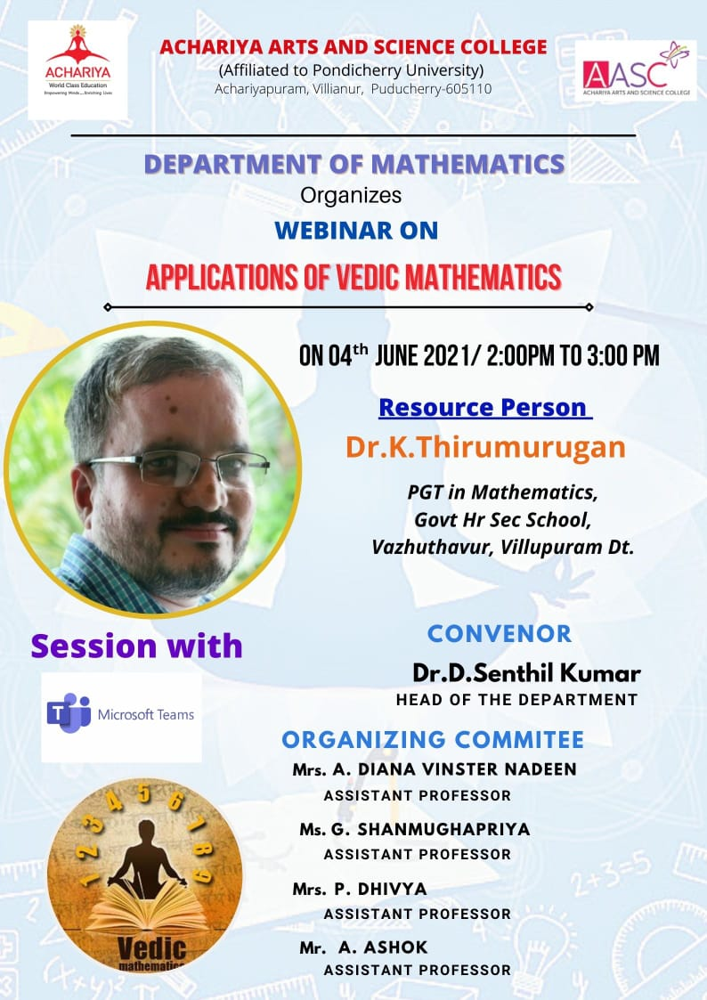 ACHARIYA
World Class Education
Empowering Minds.....Enriching Lives
ACHARIYA ARTS AND SCIENCE COLLEGE
(Affiliated to Pondicherry University)
Achariyapuram, Villianur, Puducherry-605110
AASC
ACHARIYA ARTS AND SCIENCE COLLEGE
DEPARTMENT OF MATHEMATICS
Organizes
WEBINAR ON
APPLICATIONS OF VEDIC MATHEMATICS
ON 04th JUNE 2021/ 2:00PM TO 3:00 PM
Resource Person
Dr.K.Thirumurugan
PGT in Mathematics,
Govt Hr Sec School,
Vazhuthavur, Villupuram Dt.
Session with
T Microsoft Teams
CONVENOR
Dr.D.Senthil Kumar
HEAD OF THE DEPARTMENT
ORGANIZING COMMITEE
Mrs. A. DIANA VINSTER NADEEN
ASSISTANT PROFESSOR
Ms. G. SHANMUGHAPRIYA
ASSISTANT PROFESSOR
Mrs. P. DHIVYA
ASSISTANT PROFESSOR
Mr. A. ASHOK
ASSISTANT PROFESSOR
1 2 3 4 5 6 7 8 9
Vedic
mathematics
2+3=5
(x+y)²